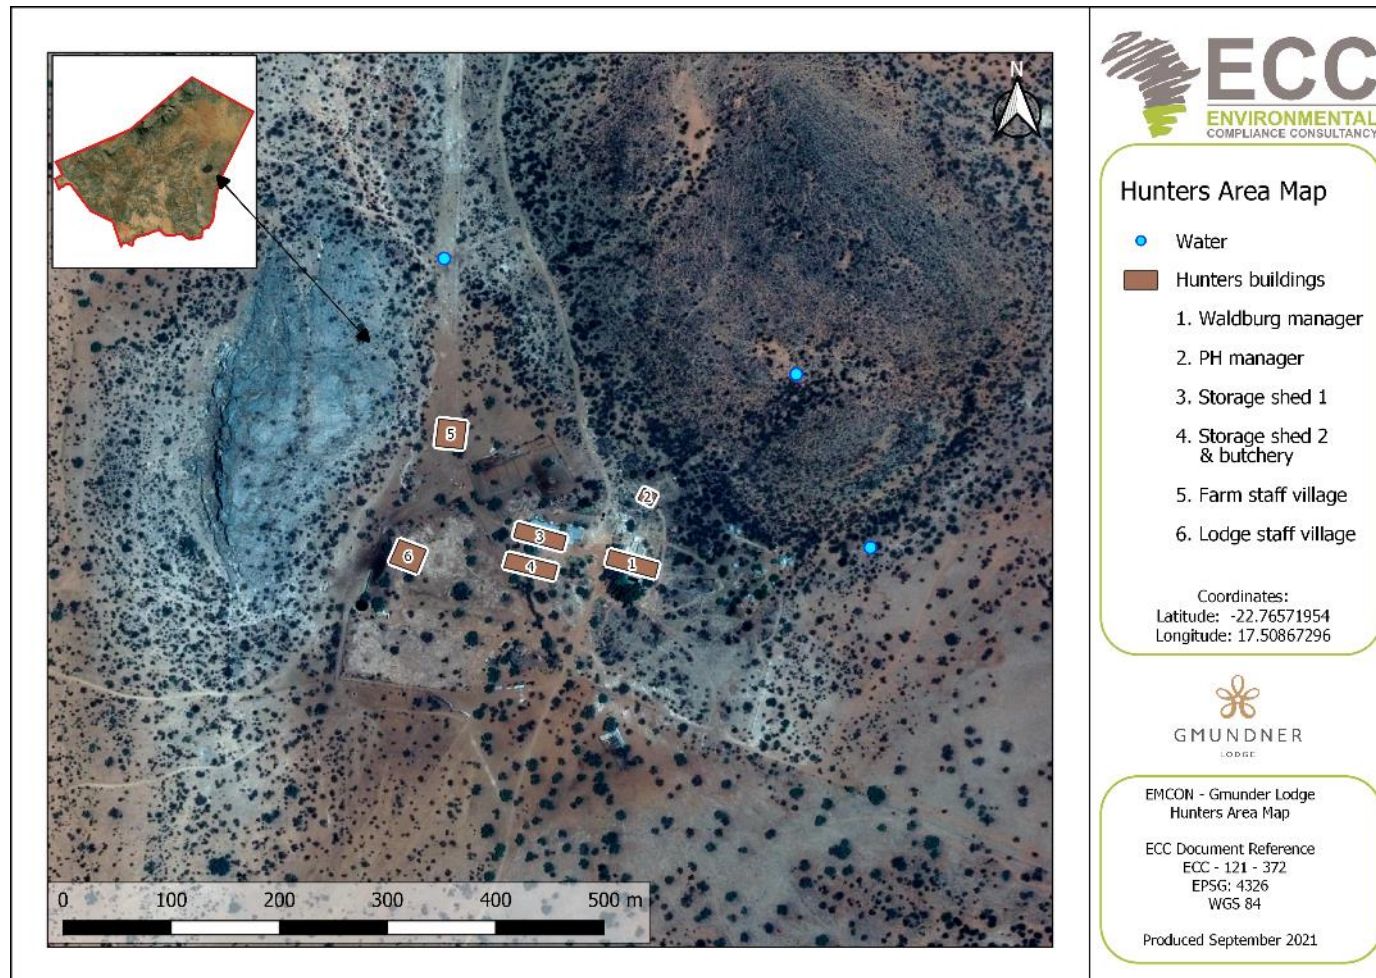 N
5
2
3
4
1
6
0 100 200 300 400 500 m
ECC
ENVIRONMENTAL
COMPLIANCE CONSULTANCY
Hunters Area Map
Water
Hunters buildings
1. Waldburg manager
2. PH manager
3. Storage shed 1
4. Storage shed 2
& butchery
5. Farm staff village
6. Lodge staff village
Coordinates:
Latitude: -22.76571954
Longitude: 17.50867296
GMUNDNER
LODGE
EMCON - Gmunder Lodge
Hunters Area Map
ECC Document Reference
ECC - 121 - 372
EPSG: 4326
WGS 84
Produced September 2021